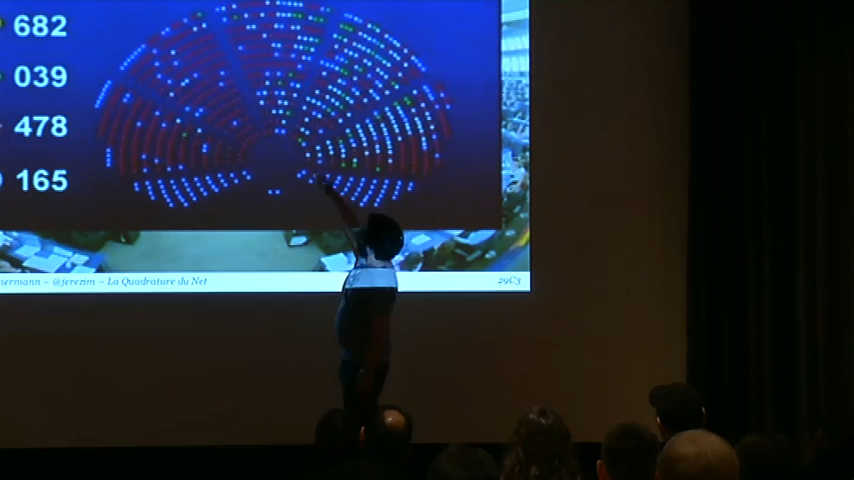 682
039
478
165
ermann – @jerezim – La Quadrature du Net
29C3